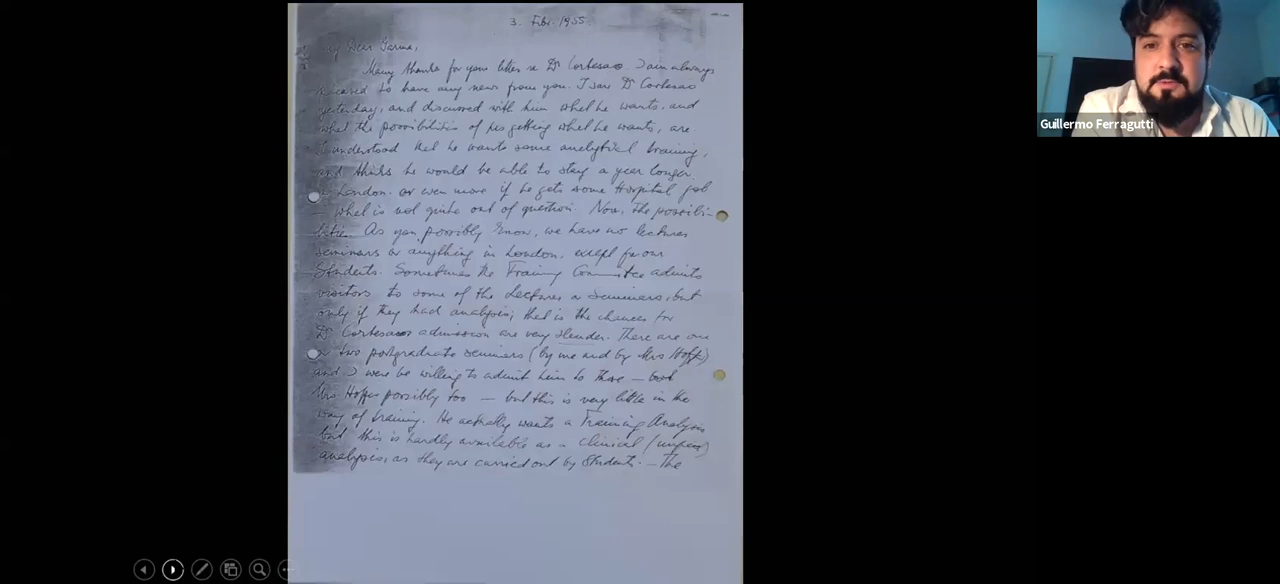 3. Febr. 1955.
My Dear Garma,
Many thanks for your letter re Dr Cortesao I am always
pleased to have any news from you. I saw Dr Cortesao
yesterday, and discussed with him what he wants, and
what the possibilities of his getting what he wants, are.
I understood that he wants some analytical training,
and thinks he would be able to stay a year longer
in London, or even more if he gets some Hospital job
– what is not quite out of question. Now, the possibi-
lities. As you possibly know, we have no lectures
seminars or anything in London, except for our
Students. Sometimes the Training Committee admits
visitors to some of the Lectures or Seminars, but
only if they had analysis; that is the chances for
Dr Cortesao's admission are very slender. There are one
or two postgraduate seminars (by me and by Mrs Hoffer)
and I were be willing to admit him to those – but
Mrs Hoffer possibly too – but this is very little in the
way of training. He actually wants a Training Analysis
but this is hardly available as a clinical
analysis, as they are carried out by Students. – The
Guillermo Ferragutti